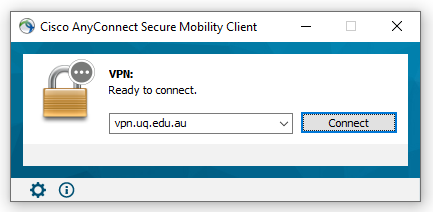 Cisco AnyConnect Secure Mobility Client
VPN:
Ready to connect.
vpn.uq.edu.au
Connect